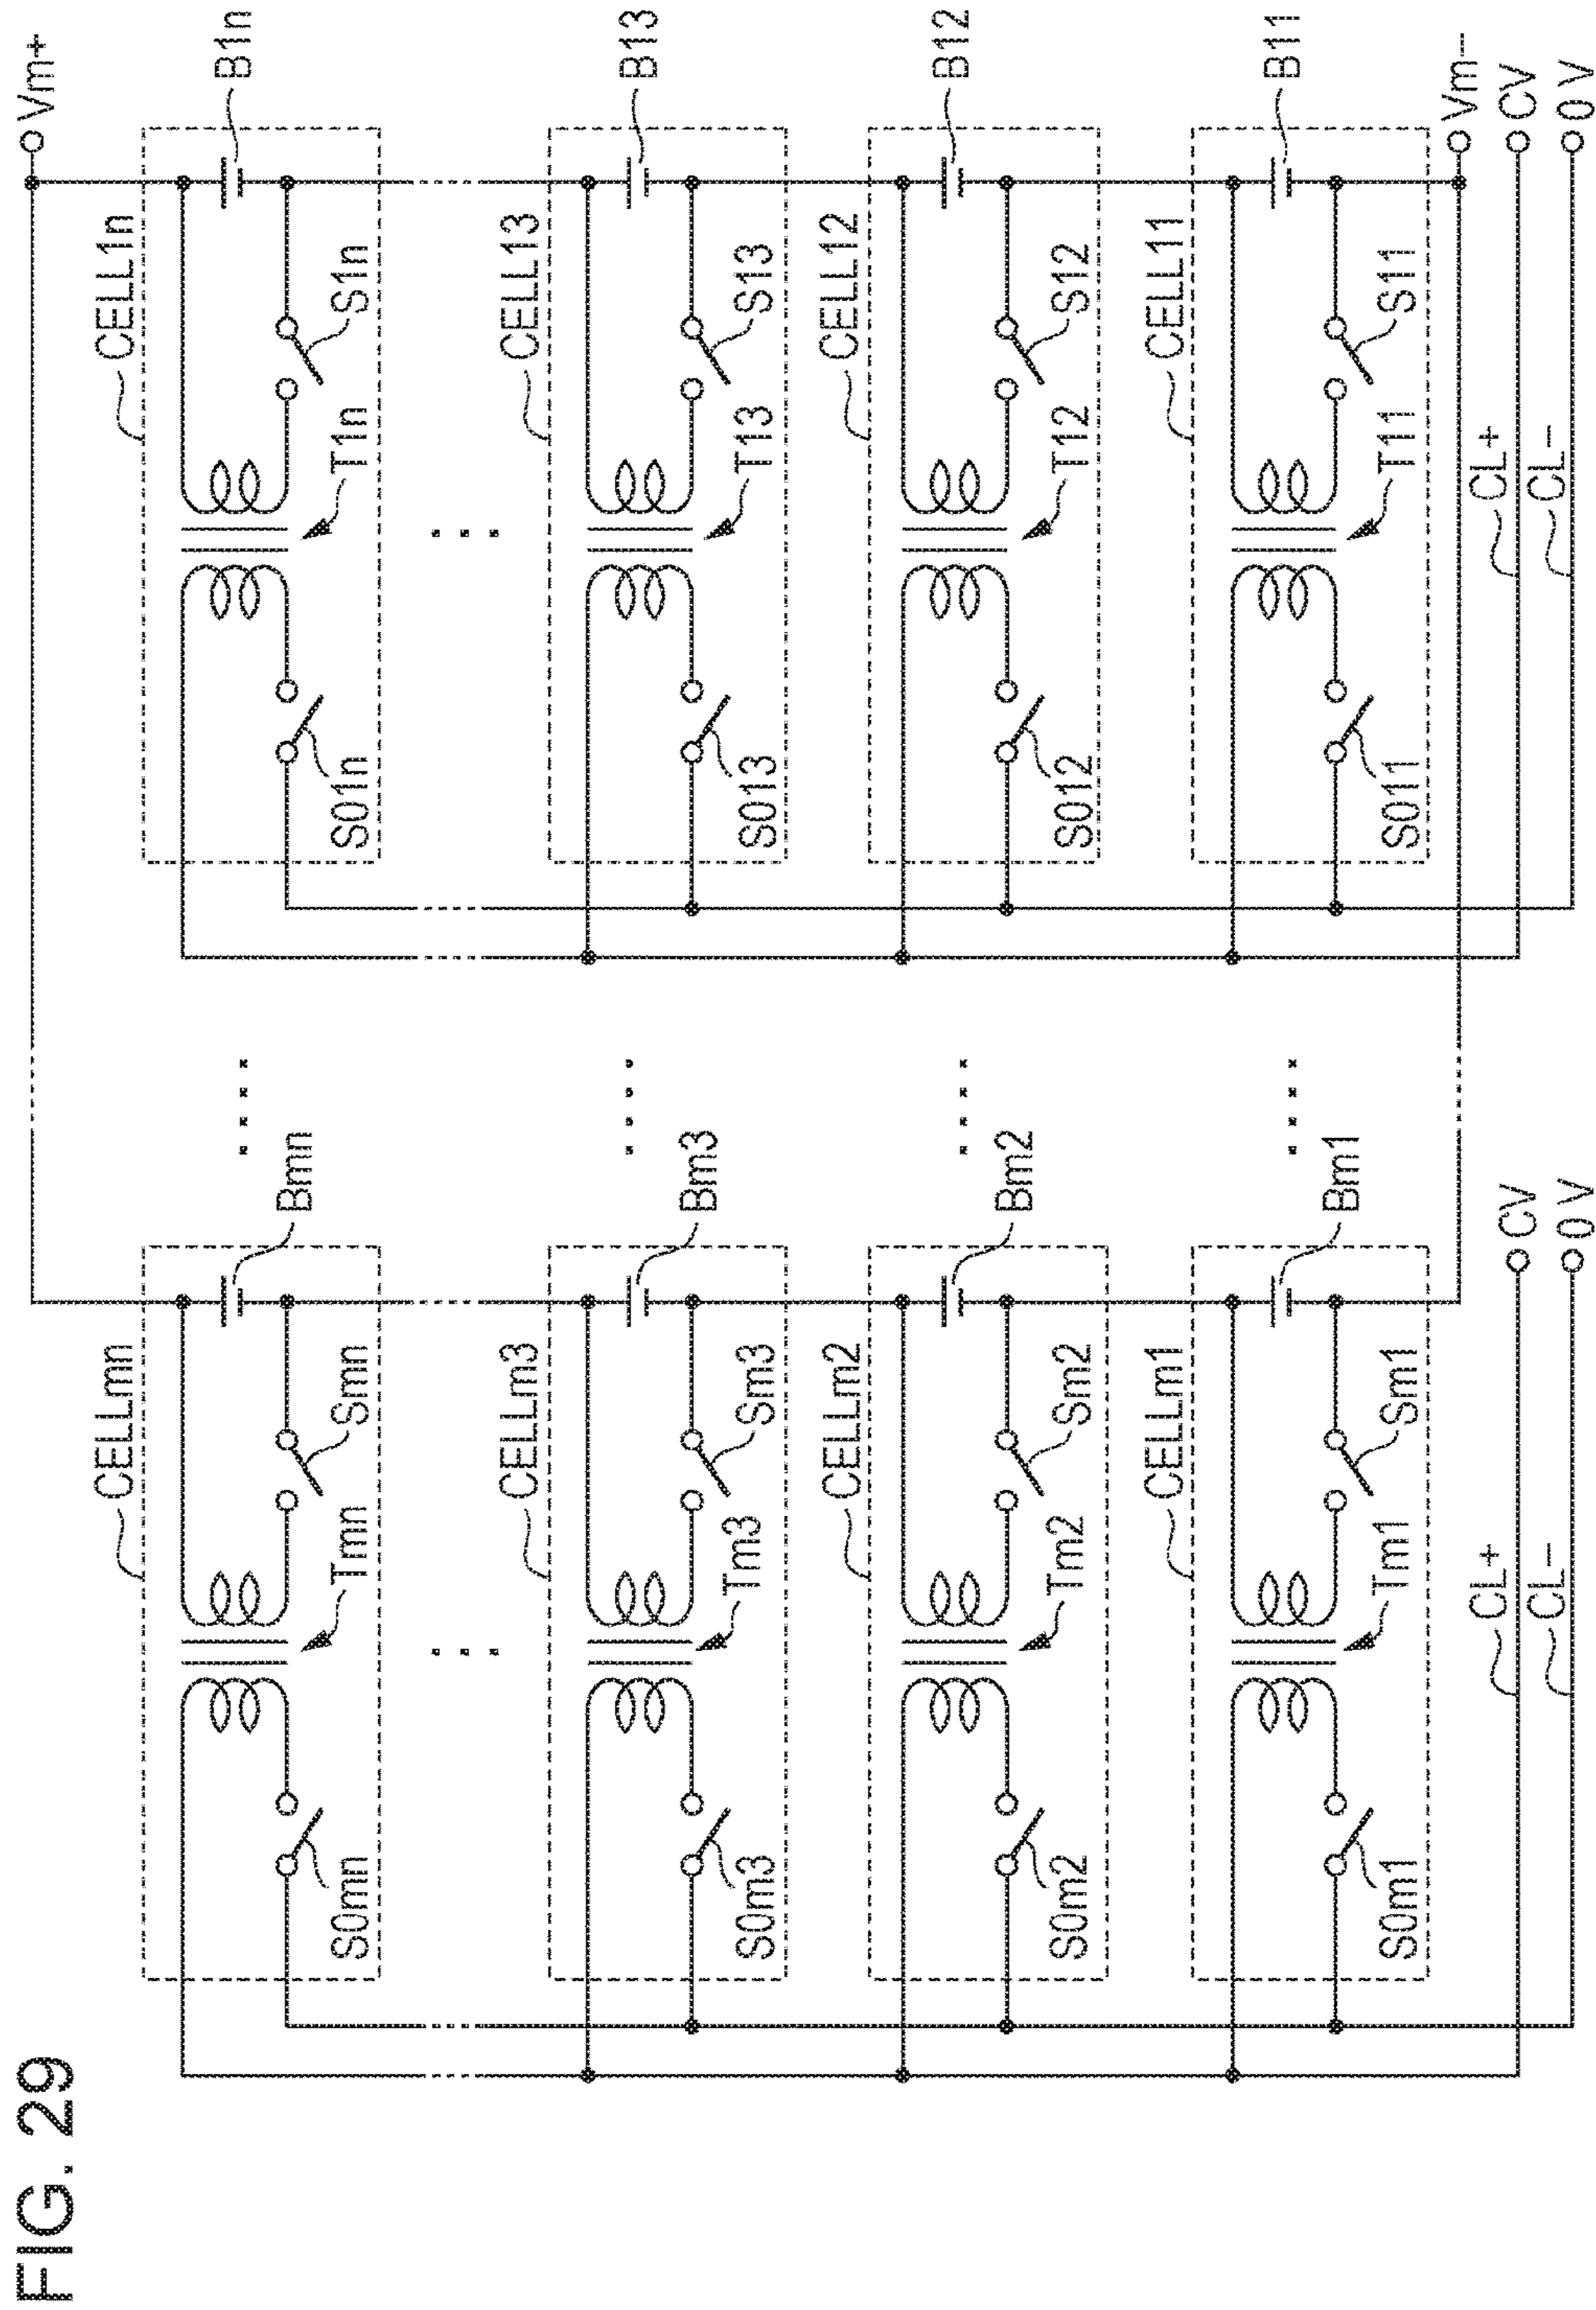 FIG. 29
Vm+
CELLmn
Bmn
Smn
Tmn
S0mn
CELL1n
B1n
S1n
T1n
S01n
CELLm3
Bm3
Sm3
Tm3
S0m3
CELL13
B13
S13
T13
S013
CELLm2
Bm2
Sm2
Tm2
S0m2
CELL12
B12
S12
T12
S012
CELLm1
Bm1
Sm1
Tm1
S0m1
CELL11
B11
S11
T11
S011
Vm−
CL+
CV
CL−
0 V
CL+
CV
CL−
0 V